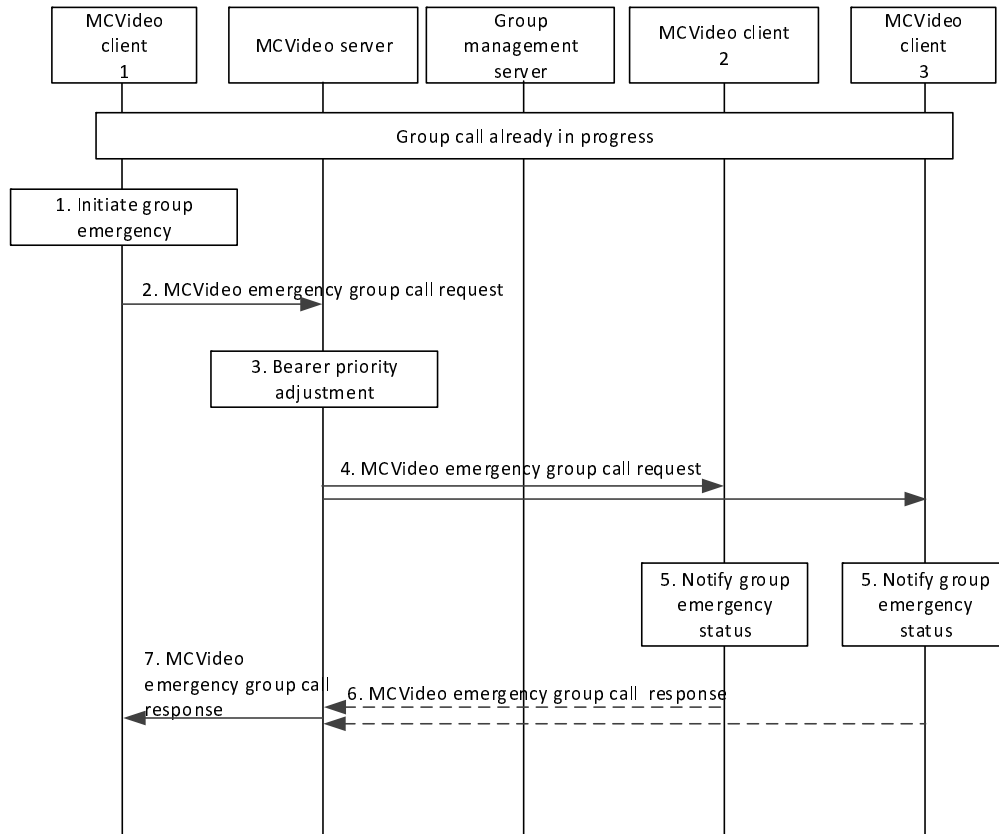 MCVideo
client
1
MCVideo server
Group
management
server
MCVideo client
2
MCVideo
client
3
Group call already in progress
1. Initiate group
emergency
2. MCVideo emergency group call request
3. Bearer priority
adjustment
4. MCVideo emergency group call request
5. Notify group
emergency
status
5. Notify group
emergency
status
7. MCVideo
emergency group call
response
6. MCVideo emergency group call response